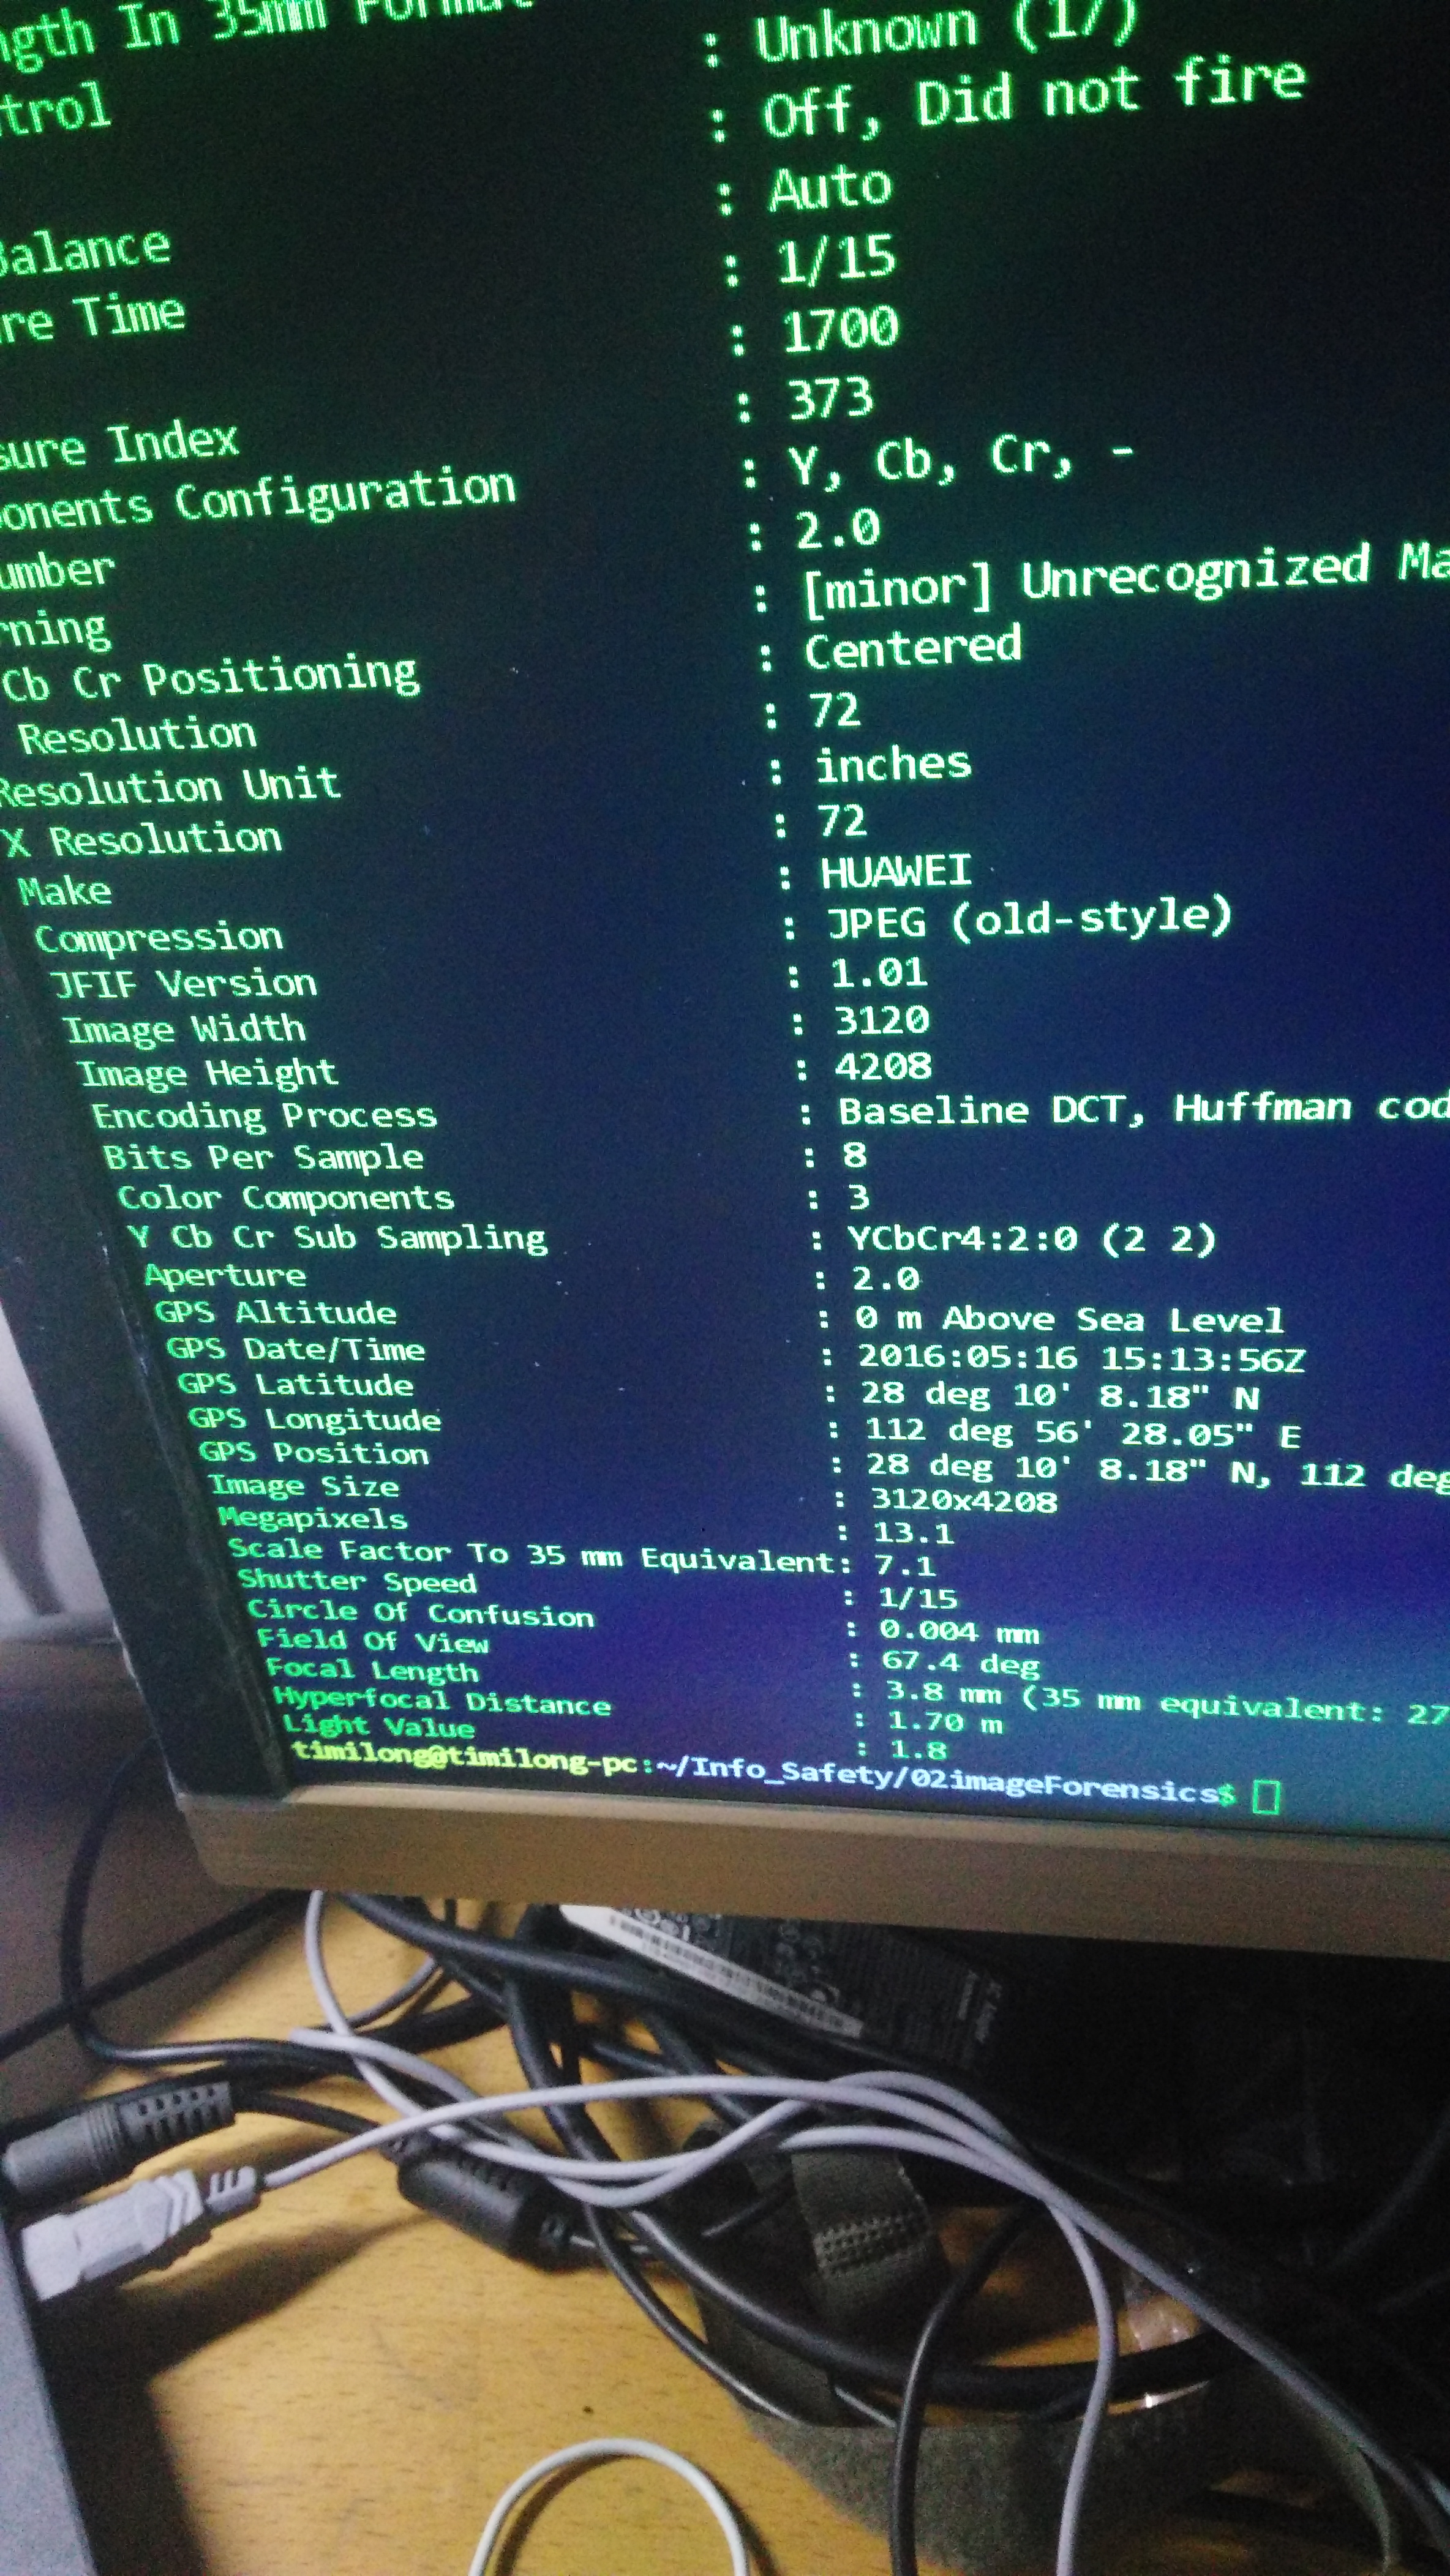 ngth In 35mm Format : Unknown (17)
trol : Off, Did not fire
: Auto
Balance : 1/15
re Time : 1700
: 373
sure Index : Y, Cb, Cr, -
onents Configuration : 2.0
umber : [minor] Unrecognized Ma
rning : Centered
Cb Cr Positioning : 72
Resolution : inches
Resolution Unit : 72
X Resolution : HUAWEI
Make : JPEG (old-style)
Compression : 1.01
JFIF Version : 3120
Image Width : 4208
Image Height : Baseline DCT, Huffman cod
Encoding Process : 8
Bits Per Sample : 3
Color Components : YCbCr4:2:0 (2 2)
Y Cb Cr Sub Sampling : 2.0
Aperture : 0 m Above Sea Level
GPS Altitude : 2016:05:16 15:13:56Z
GPS Date/Time : 28 deg 10' 8.18" N
GPS Latitude : 112 deg 56' 28.05" E
GPS Longitude : 28 deg 10' 8.18" N, 112 deg
GPS Position : 3120x4208
Image Size : 13.1
Megapixels : 7.1
Scale Factor To 35 mm Equivalent: 1/15
Shutter Speed : 0.004 mm
Circle Of Confusion : 67.4 deg
Field Of View : 3.8 mm (35 mm equivalent: 27
Focal Length : 1.70 m
Hyperfocal Distance : 1.8
Light Value
timilong@timilong-pc:~/Info_Safety/02imageForensics$